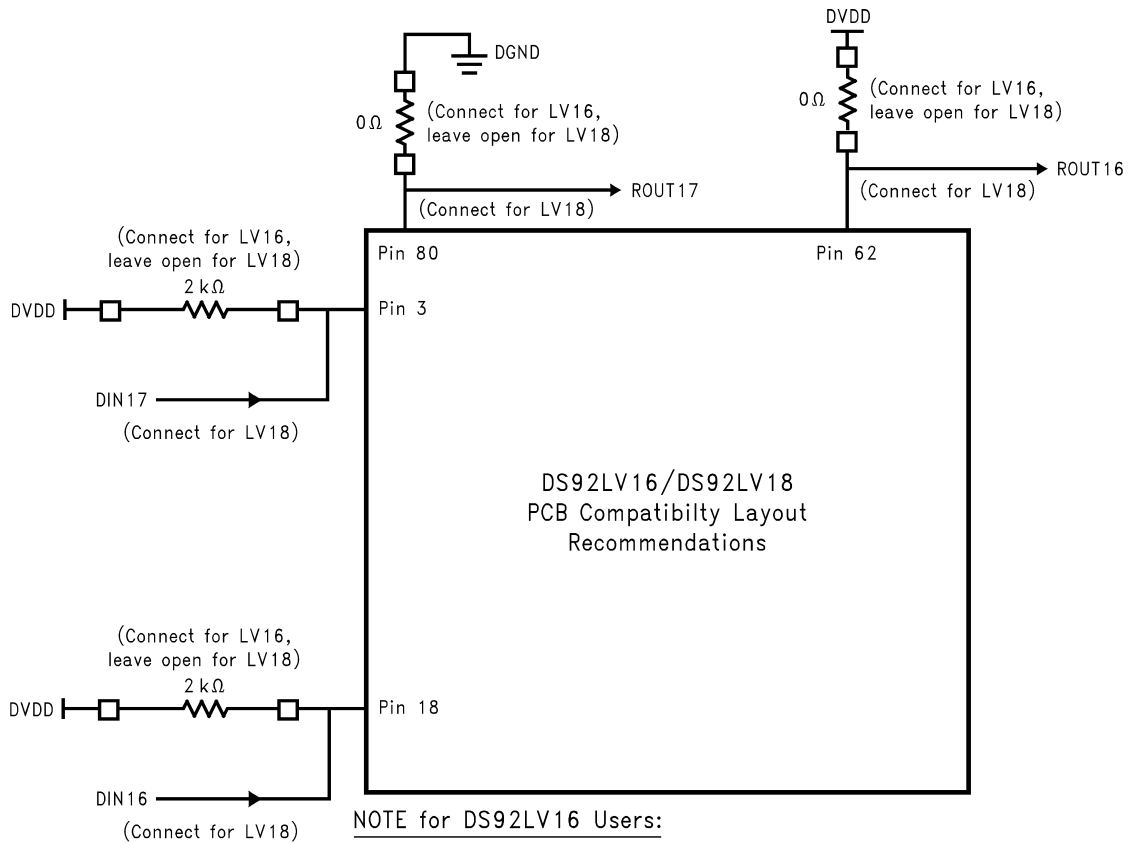 DGND
0Ω
(Connect for LV16,
leave open for LV18)
ROUT17
(Connect for LV18)
DVDD
0Ω
(Connect for LV16,
leave open for LV18)
ROUT16
(Connect for LV18)
Pin 80
Pin 62
(Connect for LV16,
leave open for LV18)
2 kΩ
DVDD
Pin 3
DIN17
(Connect for LV18)
DS92LV16/DS92LV18
PCB Compatibilty Layout
Recommendations
(Connect for LV16,
leave open for LV18)
2 kΩ
DVDD
Pin 18
DIN16
(Connect for LV18)
NOTE for DS92LV16 Users: